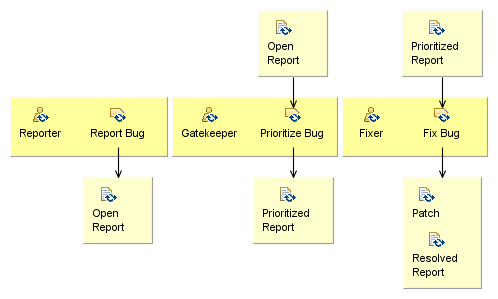 Open
Report
Prioritized
Report
Reporter
Report Bug
Gatekeeper
Prioritize Bug
Fixer
Fix Bug
Open
Report
Prioritized
Report
Patch
Resolved
Report